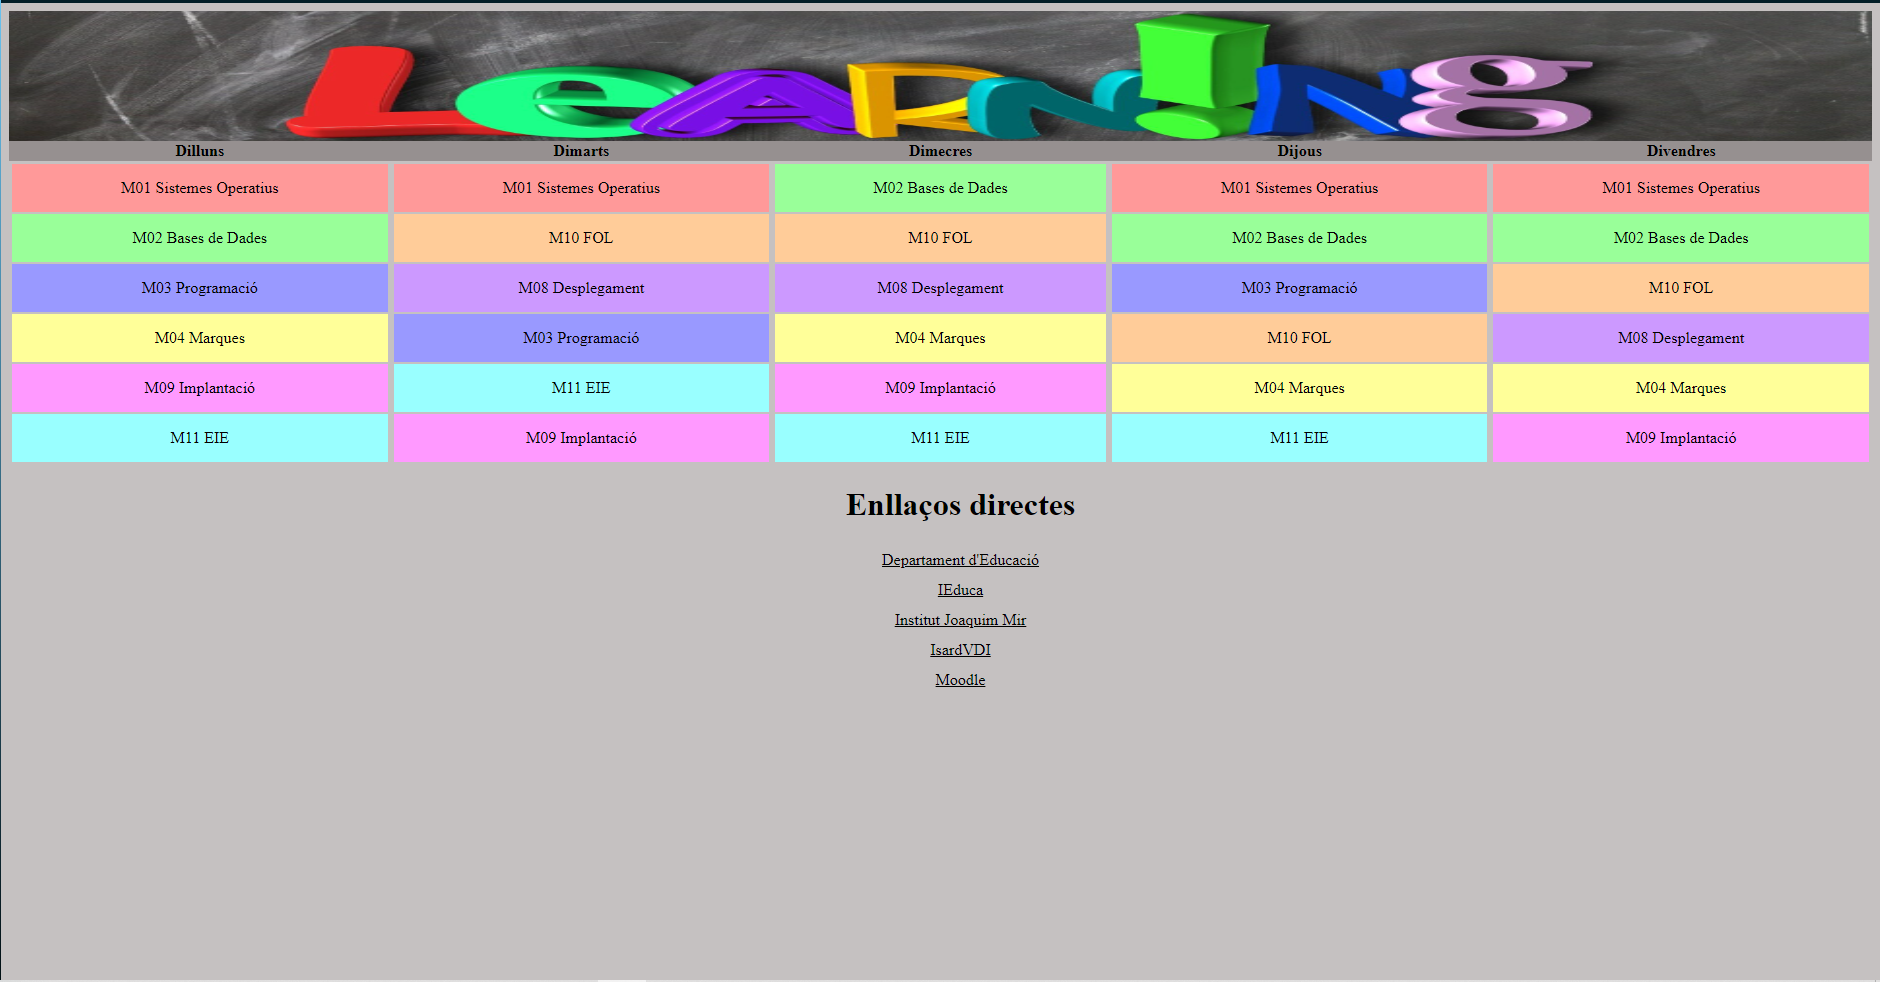 LeARN!Ng
Dilluns Dimarts Dimecres Dijous Divendres
M01 Sistemes Operatius M01 Sistemes Operatius M02 Bases de Dades M01 Sistemes Operatius M01 Sistemes Operatius
M02 Bases de Dades M10 FOL M10 FOL M02 Bases de Dades M02 Bases de Dades
M03 Programació M08 Desplegament M08 Desplegament M03 Programació M10 FOL
M04 Marques M03 Programació M04 Marques M10 FOL M08 Desplegament
M09 Implantació M11 EIE M09 Implantació M04 Marques M04 Marques
M11 EIE M09 Implantació M11 EIE M11 EIE M09 Implantació
Enllaços directes
Departament d'Educació
IEduca
Institut Joaquim Mir
IsardVDI
Moodle